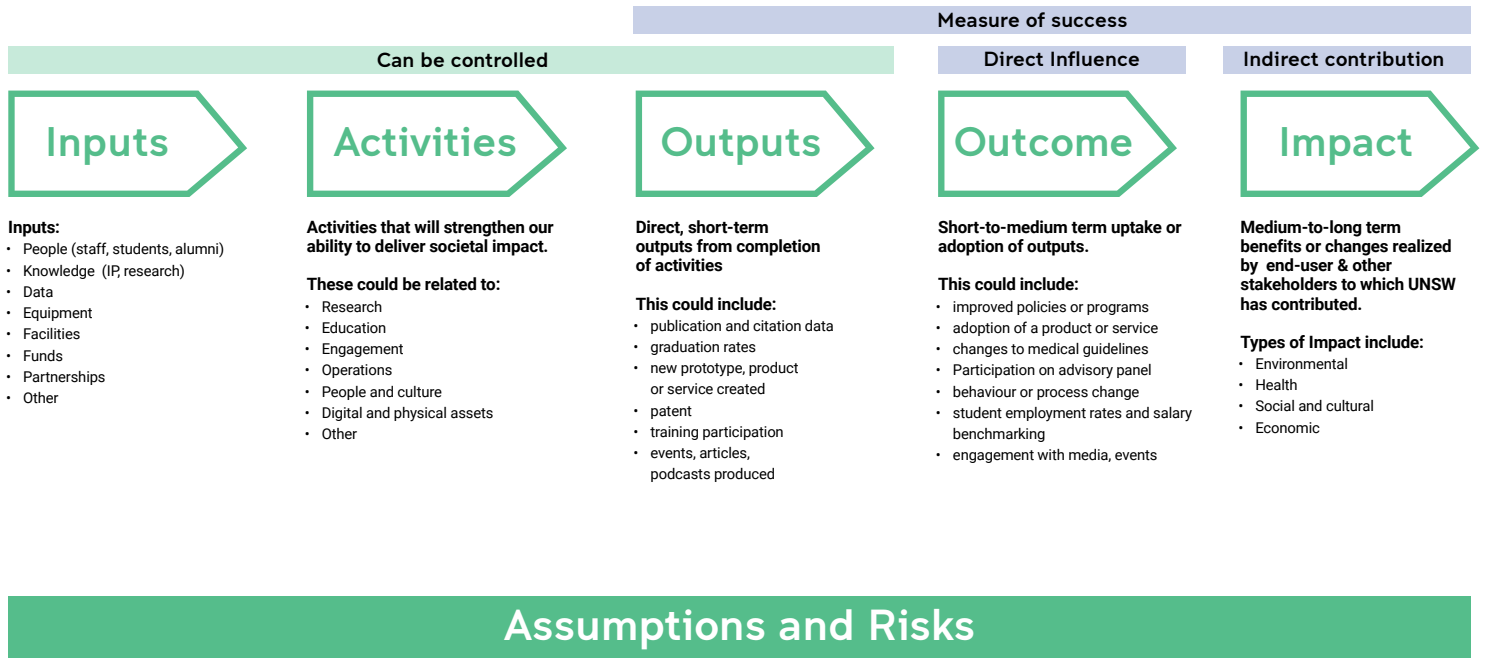 Measure of success
Can be controlled
Direct Influence
Indirect contribution
Inputs
Activities
Outputs
Outcome
Impact
Inputs:
• People (staff, students, alumni)
• Knowledge  (IP, research)
• Data
• Equipment
• Facilities
• Funds
• Partnerships
• Other
Activities that will strengthen our
ability to deliver societal impact.
These could be related to:
• Research
• Education
• Engagement
• Operations
• People and culture
• Digital and physical assets
• Other
Direct, short-term
outputs from completion
of activities
This could include:
• publication and citation data
• graduation rates
• new prototype, product
or service created
• patent
• training participation
• events, articles,
podcasts produced
Short-to-medium term uptake or
adoption of outputs.
This could include:
• improved policies or programs
• adoption of a product or service
• changes to medical guidelines
• Participation on advisory panel
• behaviour or process change
• student employment rates and salary
benchmarking
• engagement with media, events
Medium-to-long term
benefits or changes realized
by  end-user & other
stakeholders to which UNSW
has contributed.
Types of Impact include:
• Environmental
• Health
• Social and cultural
• Economic
Assumptions and Risks